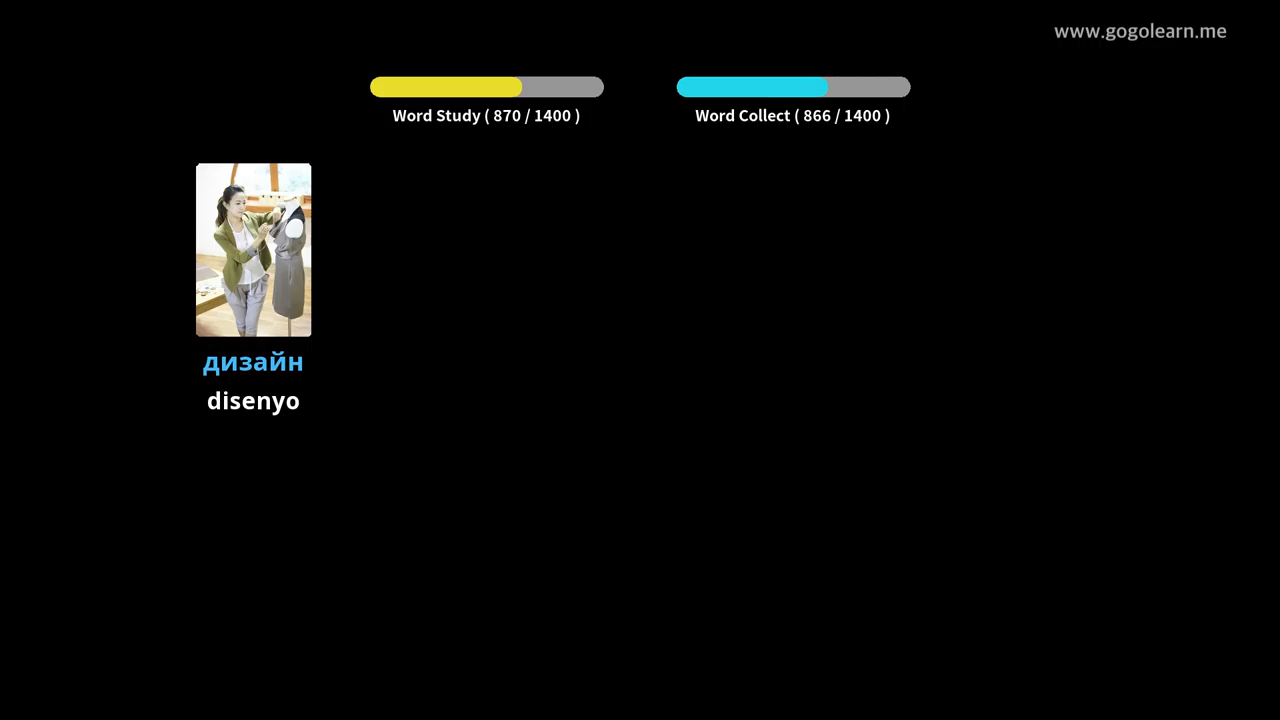 www.gogolearn.me
Word Study ( 870 / 1400 )
Word Collect ( 866 / 1400 )
дизайн
disenyo